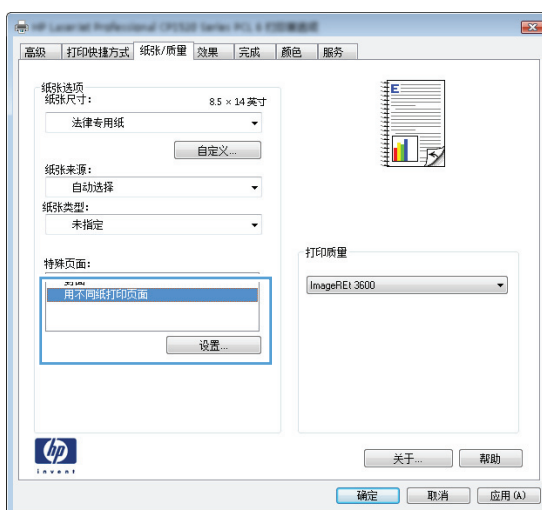 高级 打印快捷方式 纸张/质量 效果 完成 颜色 服务
纸张选项
纸张尺寸: 8.5 × 14 英寸
法律专用纸
自定义...
纸张来源:
自动选择
纸张类型:
未指定
特殊页面:
用不同纸打印页面
设置...
E
打印质量
ImageREt 3600
hp
invent
关于... 帮助
确定 取消 应用 (A)